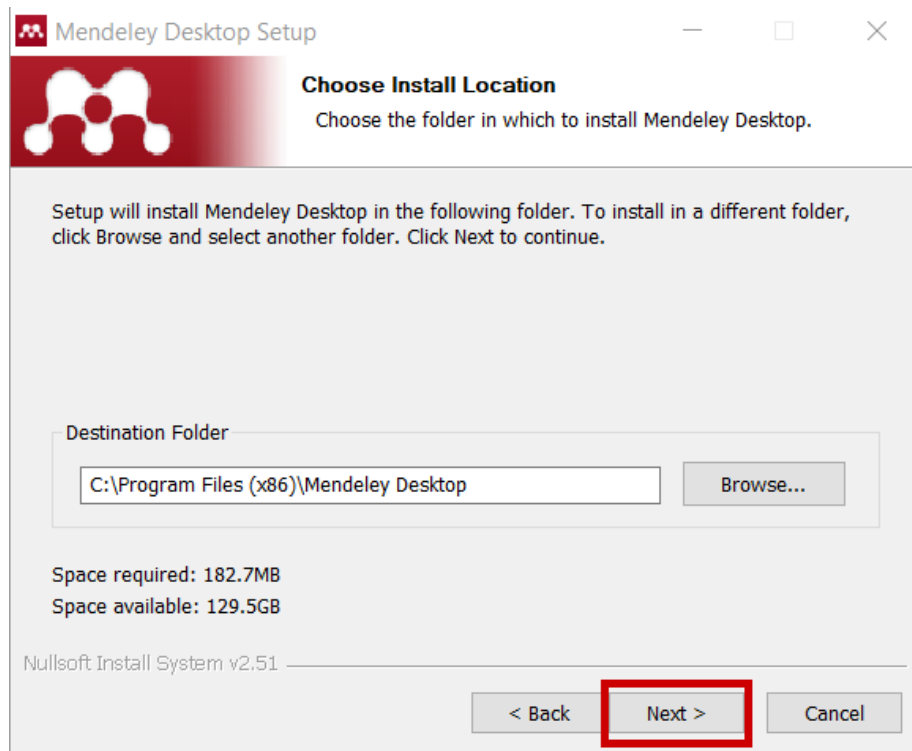 Mendeley Desktop Setup
Choose Install Location
Choose the folder in which to install Mendeley Desktop.
Setup will install Mendeley Desktop in the following folder. To install in a different folder,
click Browse and select another folder. Click Next to continue.
Destination Folder
C:\Program Files (x86)\Mendeley Desktop
Browse...
Space required: 182.7MB
Space available: 129.5GB
Nullsoft Install System v2.51
< Back
Next >
Cancel